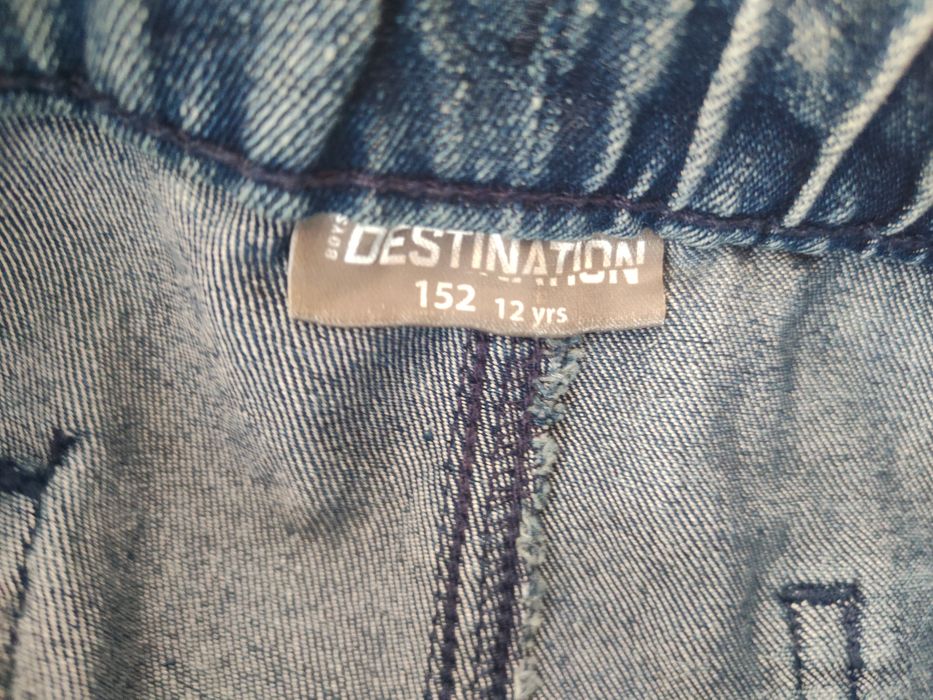 BOYS DESTINATION
152 12 yrs